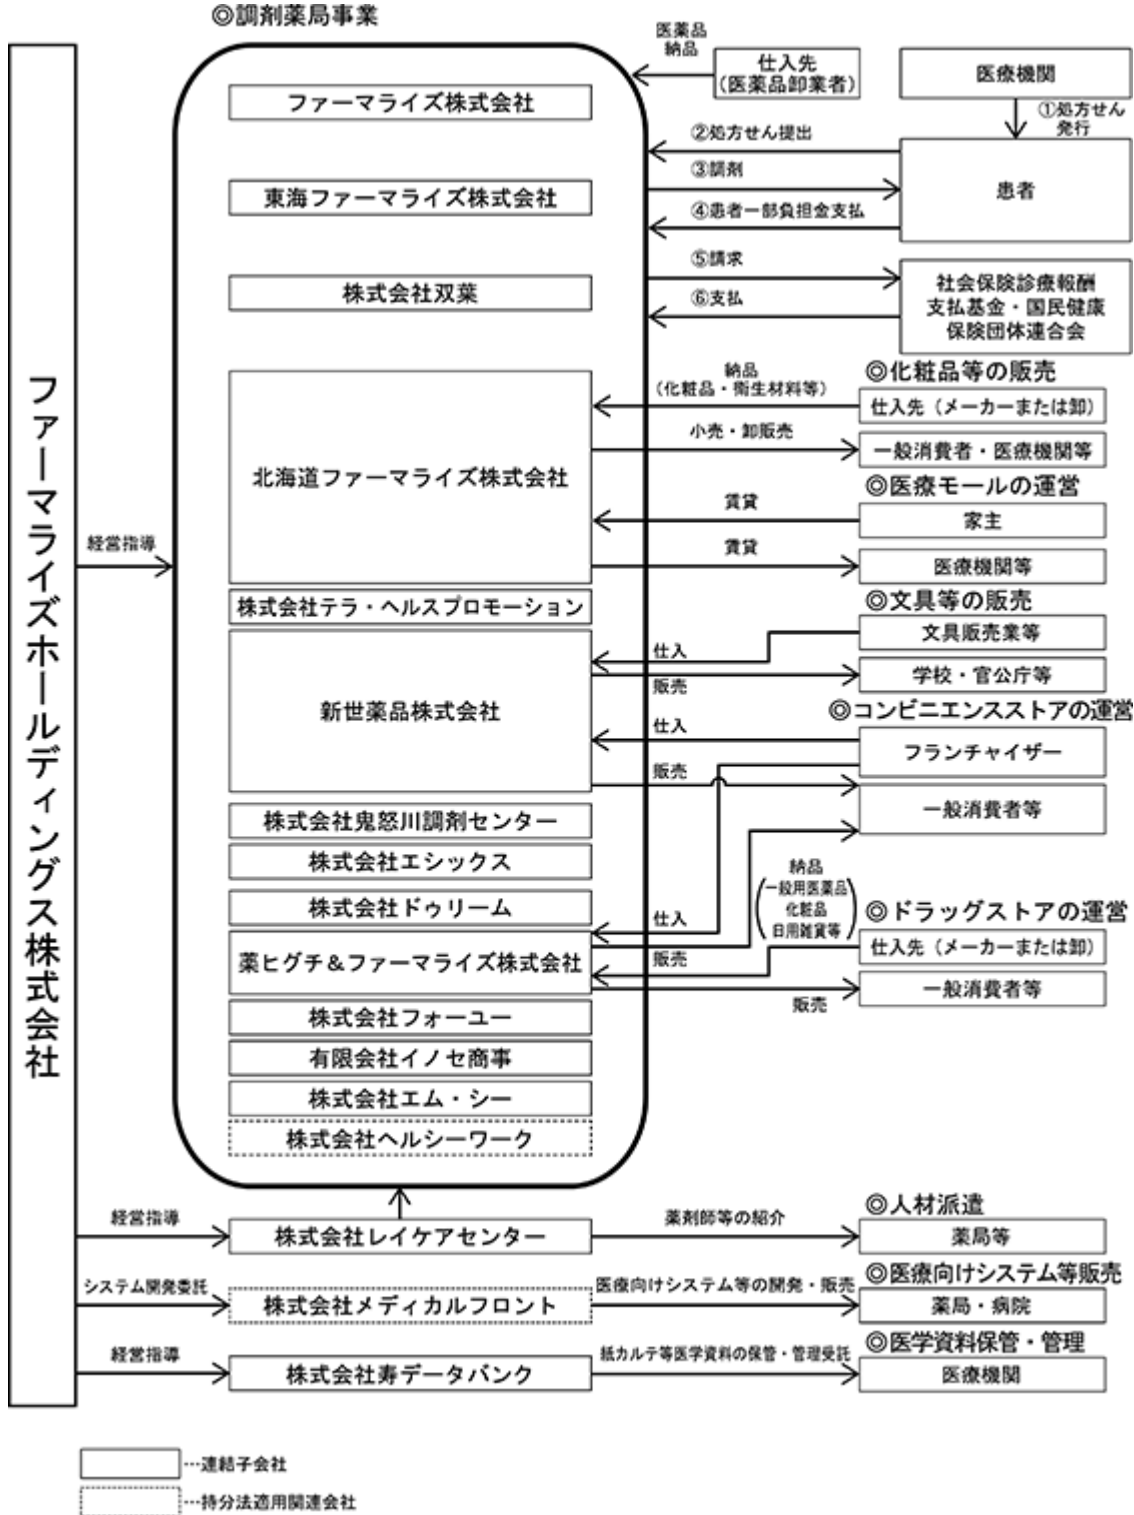 ◎調剤薬局事業
ファーマライズホールディングス株式会社
経営指導
ファーマライズ株式会社
東海ファーマライズ株式会社
株式会社双葉
北海道ファーマライズ株式会社
株式会社テラ・ヘルスプロモーション
新世薬品株式会社
株式会社鬼怒川調剤センター
株式会社エシックス
株式会社ドゥリーム
薬ヒグチ&ファーマライズ株式会社
株式会社フォーユー
有限会社イノセ商事
株式会社エム・シー
株式会社ヘルシーワーク
医薬品
納品
仕入先
(医薬品卸業者)
医療機関
①処方せん
発行
②処方せん提出
③調剤
④患者一部負担金支払
患者
⑤請求
⑥支払
社会保険診療報酬
支払基金・国民健康
保険団体連合会
◎化粧品等の販売
納品
(化粧品・衛生材料等)
仕入先(メーカーまたは卸)
小売・卸販売
一般消費者・医療機関等
◎医療モールの運営
賃貸
家主
賃貸
医療機関等
◎文具等の販売
文具販売業等
仕入
販売
学校・官公庁等
◎コンビニエンスストアの運営
仕入
フランチャイザー
販売
一般消費者等
納品
一般用医薬品
化粧品
日用雑貨等
◎ドラッグストアの運営
仕入
販売
仕入先(メーカーまたは卸)
一般消費者等
販売
◎人材派遣
経営指導
株式会社レイケアセンター
薬剤師等の紹介
薬局等
◎医療向けシステム等販売
システム開発委託
株式会社メディカルフロント
医療向けシステム等の開発・販売
薬局・病院
◎医学資料保管・管理
経営指導
株式会社寿データバンク
紙カルテ等医学資料の保管・管理受託
医療機関
…連結子会社
…持分法適用関連会社